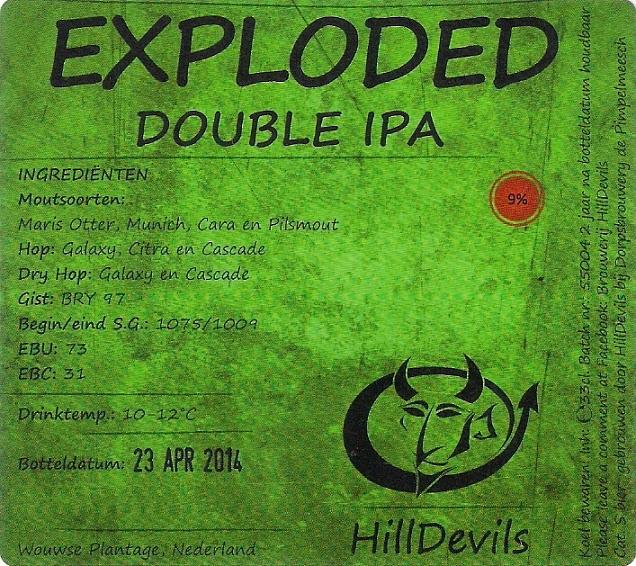 EXPLODED
DOUBLE IPA
INGREDIËNTEN
Moutsoorten:
Maris Otter, Munich, Cara en Pilsmout
Hop: Galaxy, Citra en Cascade
Dry Hop: Galaxy en Cascade
Gist: BRY 97
Begin/eind S.G.: 1075/1009
EBU: 73
EBC: 31
Drinktemp.: 10-12°C
Botteldatum: 23 APR 2014
Wouwse Plantage, Nederland
9%
HillDevils
Koel bewaren! Inh. ℮33cl. Batch nr: 55004 2 jaar na botteldatum houdbaar
Please leave a comment at Facebook: Brouwerij HillDevils
Cat. S bier, gebrouwen door HillDevils bij Dorpsbrouwery de Pimpelmeesch